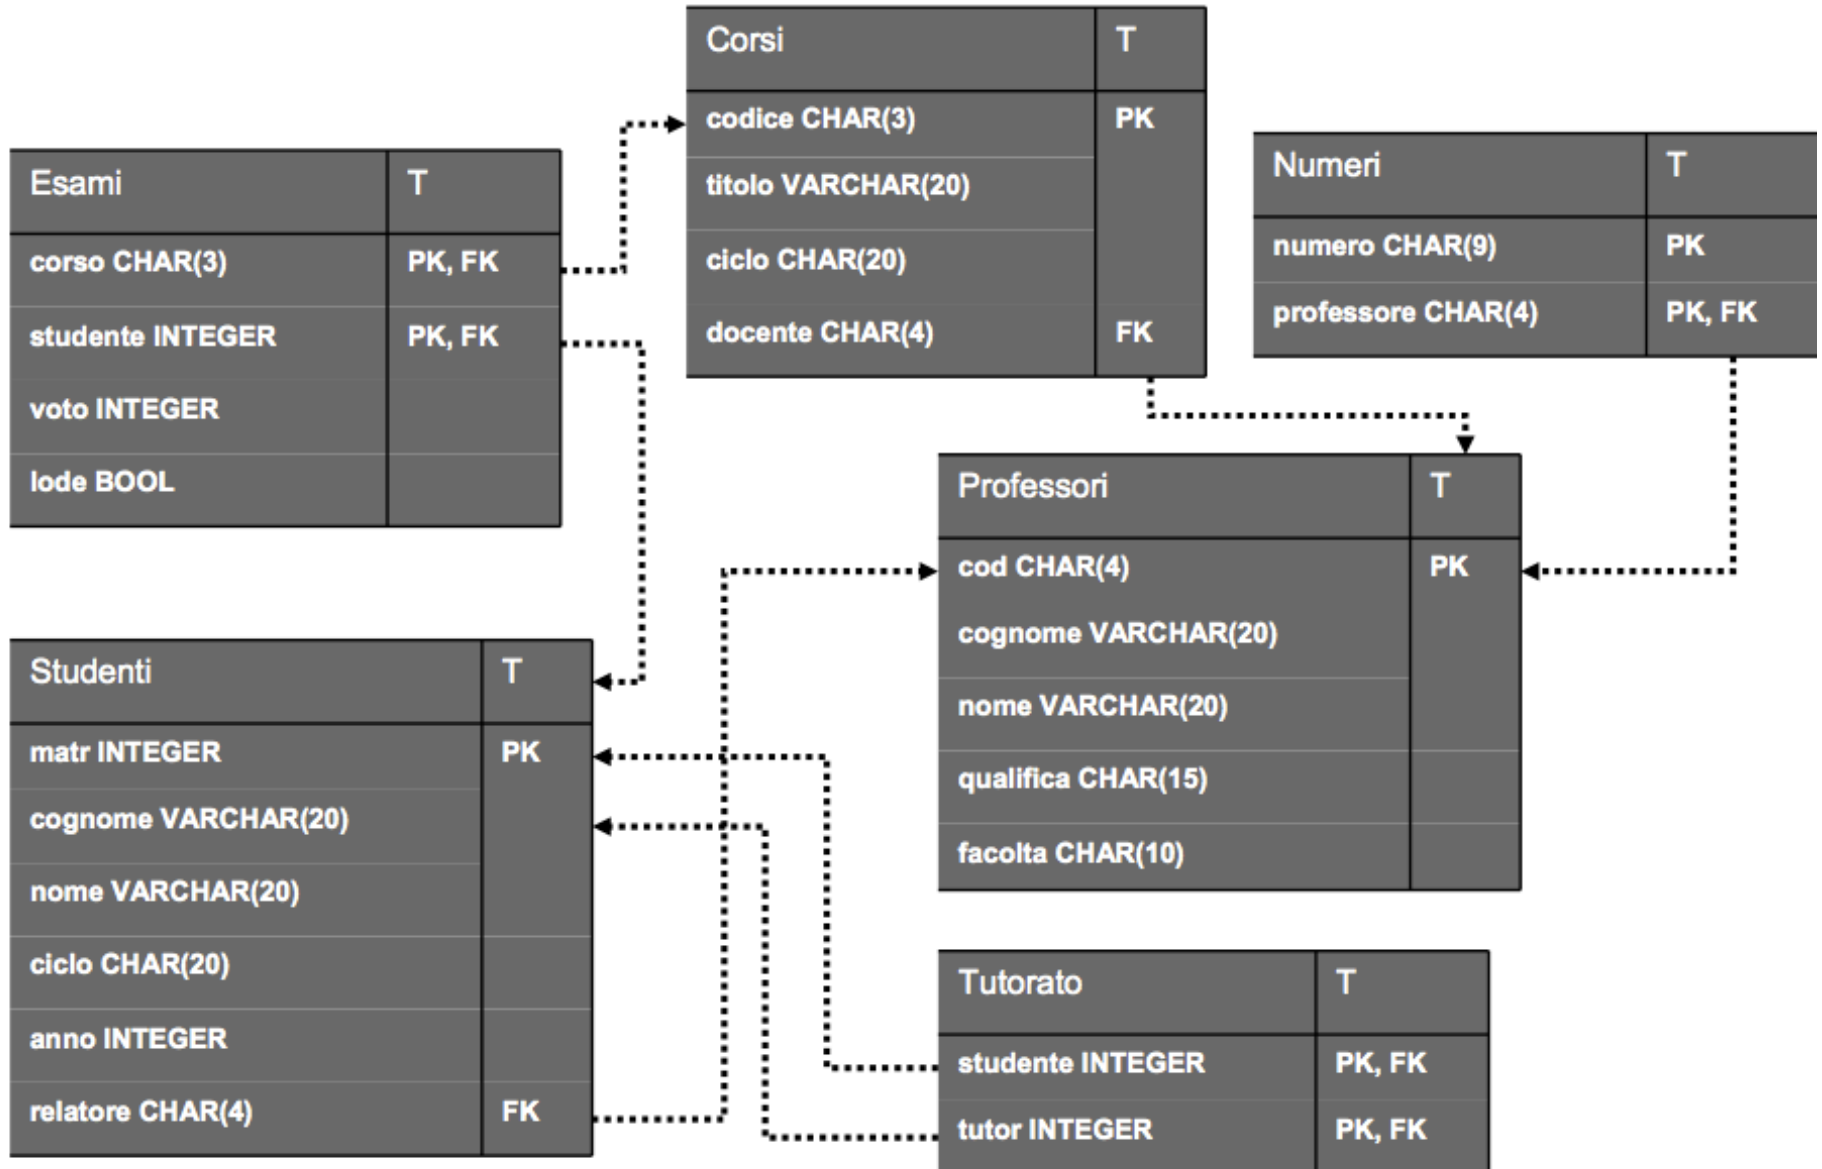 Corsi T
codice CHAR(3) PK
titolo VARCHAR(20)
ciclo CHAR(20)
docente CHAR(4) FK
Numeri T
numero CHAR(9) PK
professore CHAR(4) PK, FK
Esami T
corso CHAR(3) PK, FK
studente INTEGER PK, FK
voto INTEGER
lode BOOL
Professori T
cod CHAR(4) PK
cognome VARCHAR(20)
nome VARCHAR(20)
qualifica CHAR(15)
facolta CHAR(10)
Studenti T
matr INTEGER PK
cognome VARCHAR(20)
nome VARCHAR(20)
ciclo CHAR(20)
anno INTEGER
relatore CHAR(4) FK
Tutorato T
studente INTEGER PK, FK
tutor INTEGER PK, FK